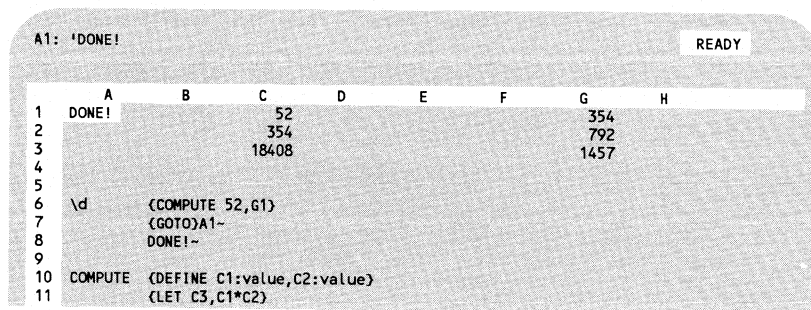 A1: 'DONE! READY
A B C D E F G H
1 DONE! 52 354
2 354 792
3 18408 1457
4
5
6 \d {COMPUTE 52,G1}
7 {GOTO}A1~
8 DONE!~
9
10 COMPUTE {DEFINE C1:value,C2:value}
11 {LET C3,C1*C2}